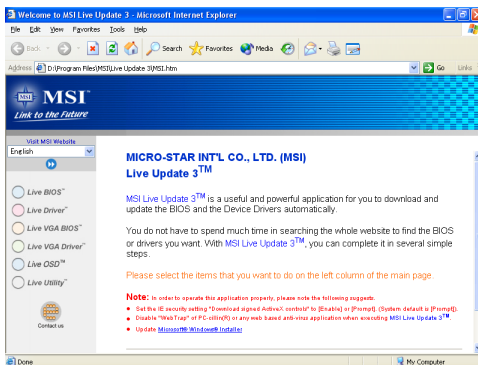 Welcome to MSI Live Update 3 - Microsoft Internet Explorer
File Edit View Favorites Tools Help
Back Search Favorites Media
Address D:\Program Files\MSI\Live Update 3\MSI.htm Go Links
MSI
MSI™
Link to the Future
Visit MSI Website
English
Live BIOS™
Live Driver™
Live VGA BIOS™
Live VGA Driver™
Live OSD™
Live Utility™
Contact us
MICRO-STAR INT'L CO., LTD. (MSI)
Live Update 3TM
MSI Live Update 3TM is a useful and powerful application for you to download and
update the BIOS and the Device Drivers automatically.
You do not have to spend much time in searching the whole website to find the BIOS
or drivers you want. With MSI Live Update 3TM, you can complete it in several simple
steps.
Please select the items that you want to do on the left column of the main page.
Note: In order to operate this application properly, please note the following suggests.
Set the IE security setting "Download signed ActiveX controls" to [Enable] or [Prompt]. (System default is [Prompt]).
Disable "WebTrap" of PC-cillin(R) or any web based anti-virus application when executing MSI Live Update 3TM.
Update Microsoft® Windows® Installer
Done My Computer